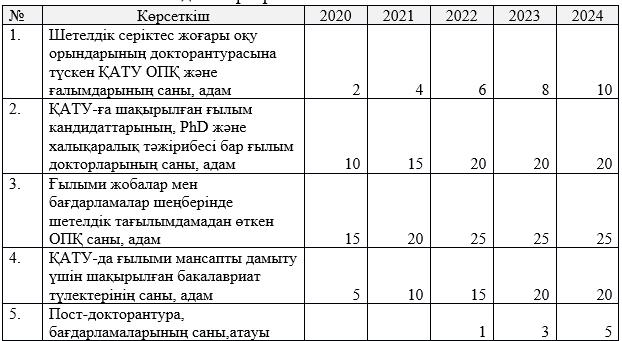 № Көрсеткіш 2020 2021 2022 2023 2024
1. Шетелдік серіктес жоғары оқу
орындарының докторантурасына
түскен ҚАТУ ОПҚ және
ғалымдарының саны, адам 2 4 6 8 10
2. ҚАТУ-ға шақырылған ғылым
кандидаттарының, PhD және
халықаралық тәжірибесі бар ғылым
докторларының саны, адам 10 15 20 20 20
3. Ғылыми жобалар мен
бағдарламалар шеңберінде
шетелдік тағылымдамадан өткен
ОПҚ саны, адам 15 20 25 25 25
4. ҚАТУ-да ғылыми мансапты дамыту
үшін шақырылған бакалавриат
түлектерінің саны, адам 5 10 15 20 20
5. Пост-докторантура,
бағдарламаларының саны,атауы 1 3 5